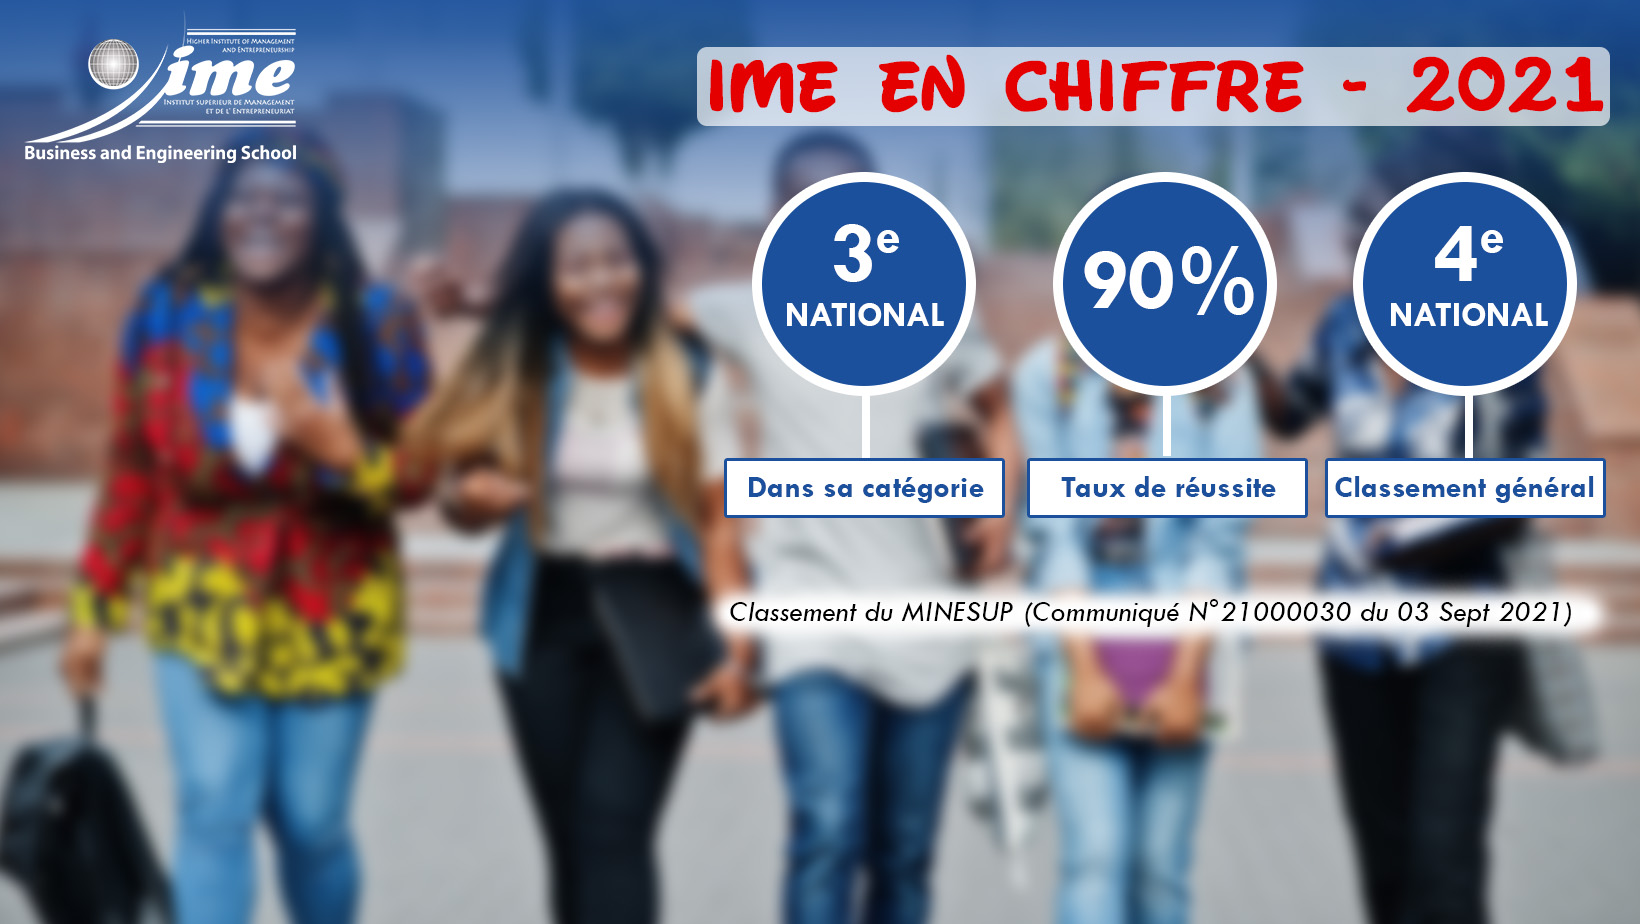 HIGHER INSTITUTE OF MANAGEMENT
AND ENTREPRENEURSHIP
ime
INSTITUT SUPERIEUR DE MANAGEMENT
ET DE L' ENTREPRENEURIAT
Business and Engineering School
IME EN CHIFFRE - 2021
3e
NATIONAL
90%
4e
NATIONAL
Dans sa catégorie
Taux de réussite
Classement général
Classement du MINESUP (Communiqué N°21000030 du 03 Sept 2021)